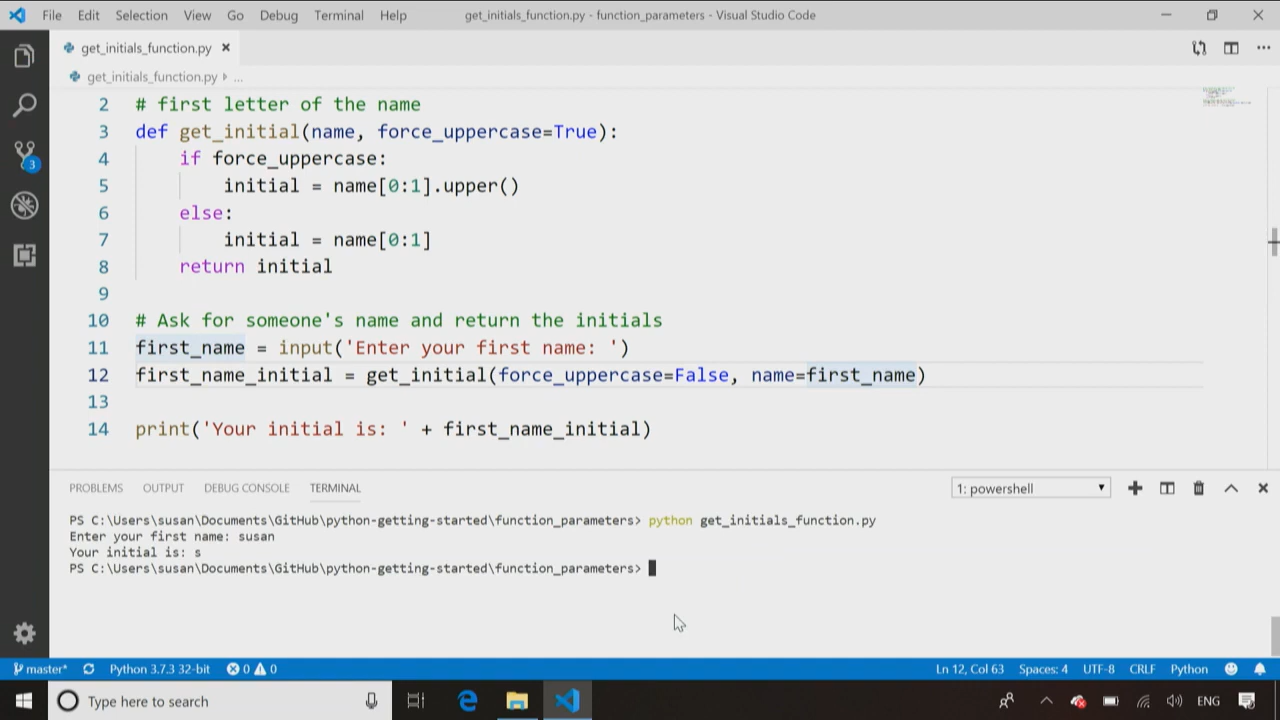 File Edit Selection View Go Debug Terminal Help get_initials_function.py - function_parameters - Visual Studio Code
get_initials_function.py ×
get_initials_function.py ...
2 # first letter of the name
3 def get_initial(name, force_uppercase=True):
4 if force_uppercase:
5 initial = name[0:1].upper()
6 else:
7 initial = name[0:1]
8 return initial
9
10 # Ask for someone's name and return the initials
11 first_name = input('Enter your first name: ')
12 first_name_initial = get_initial(force_uppercase=False, name=first_name)
13
14 print('Your initial is: ' + first_name_initial)
3
PROBLEMS OUTPUT DEBUG CONSOLE TERMINAL 1: powershell
PS C:\Users\susan\Documents\GitHub\python-getting-started\function_parameters> python get_initials_function.py
Enter your first name: susan
Your initial is: s
PS C:\Users\susan\Documents\GitHub\python-getting-started\function_parameters>
master* Python 3.7.3 32-bit 0 0 Ln 12, Col 63 Spaces: 4 UTF-8 CRLF Python
Type here to search ENG